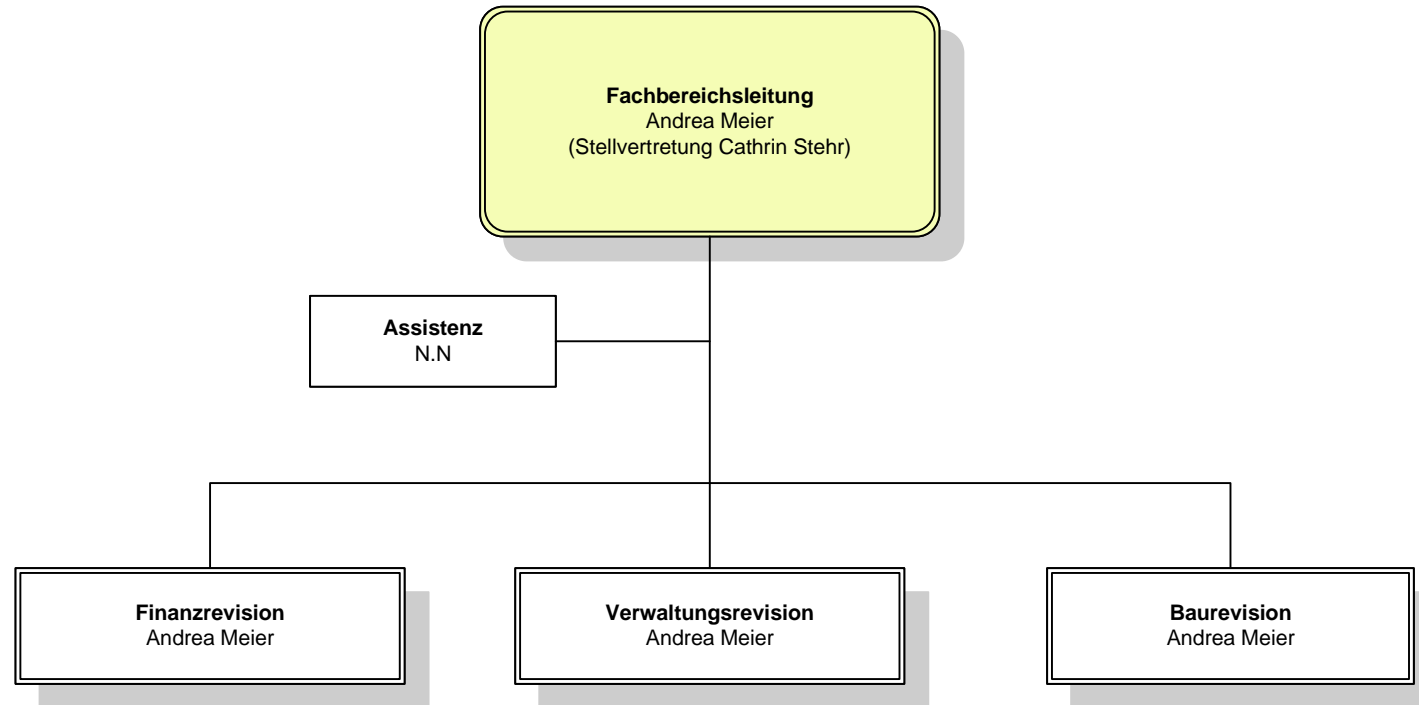 Fachbereichsleitung
Andrea Meier
(Stellvertretung Cathrin Stehr)
Assistenz
N.N
Finanzrevision
Andrea Meier
Verwaltungsrevision
Andrea Meier
Baurevision
Andrea Meier